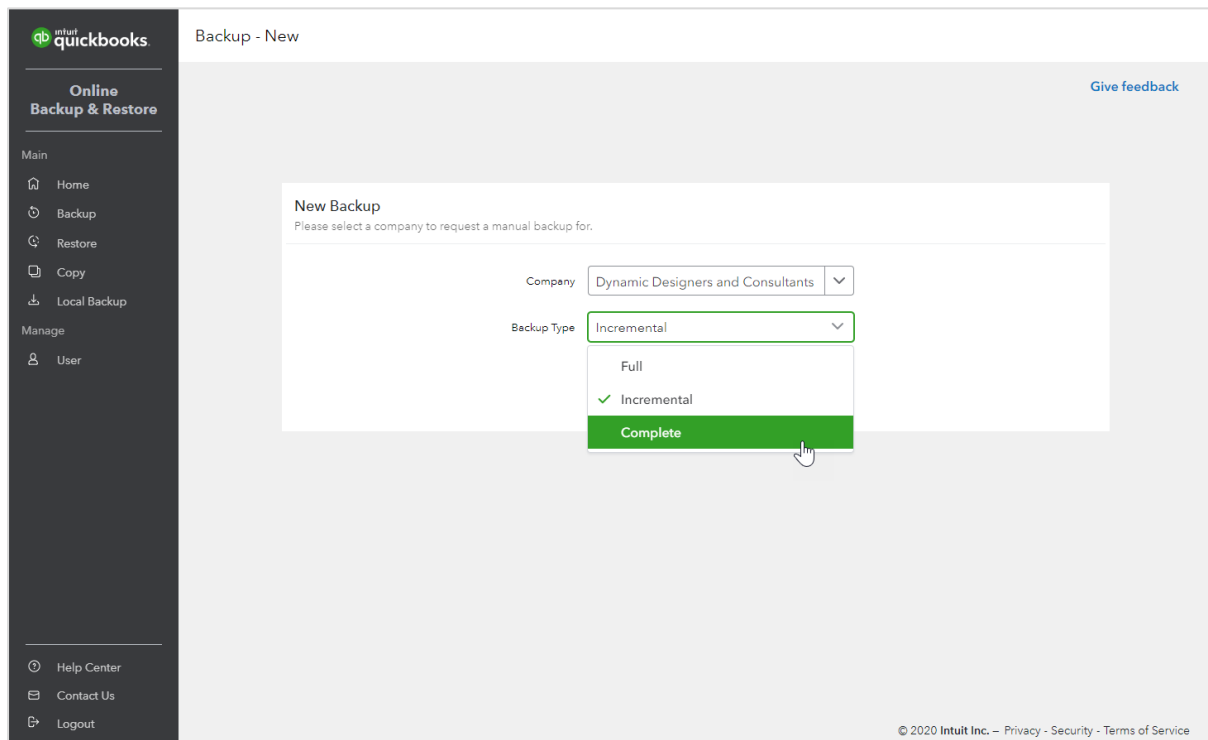 intuit
qb quickbooks.
Backup - New
Online
Backup & Restore
Give feedback
Main
Home
Backup
Restore
Copy
Local Backup
Manage
User
New Backup
Please select a company to request a manual backup for.
Company Dynamic Designers and Consultants
Backup Type Incremental
Full
Incremental
Complete
Help Center
Contact Us
Logout
© 2020 Intuit Inc. – Privacy - Security - Terms of Service